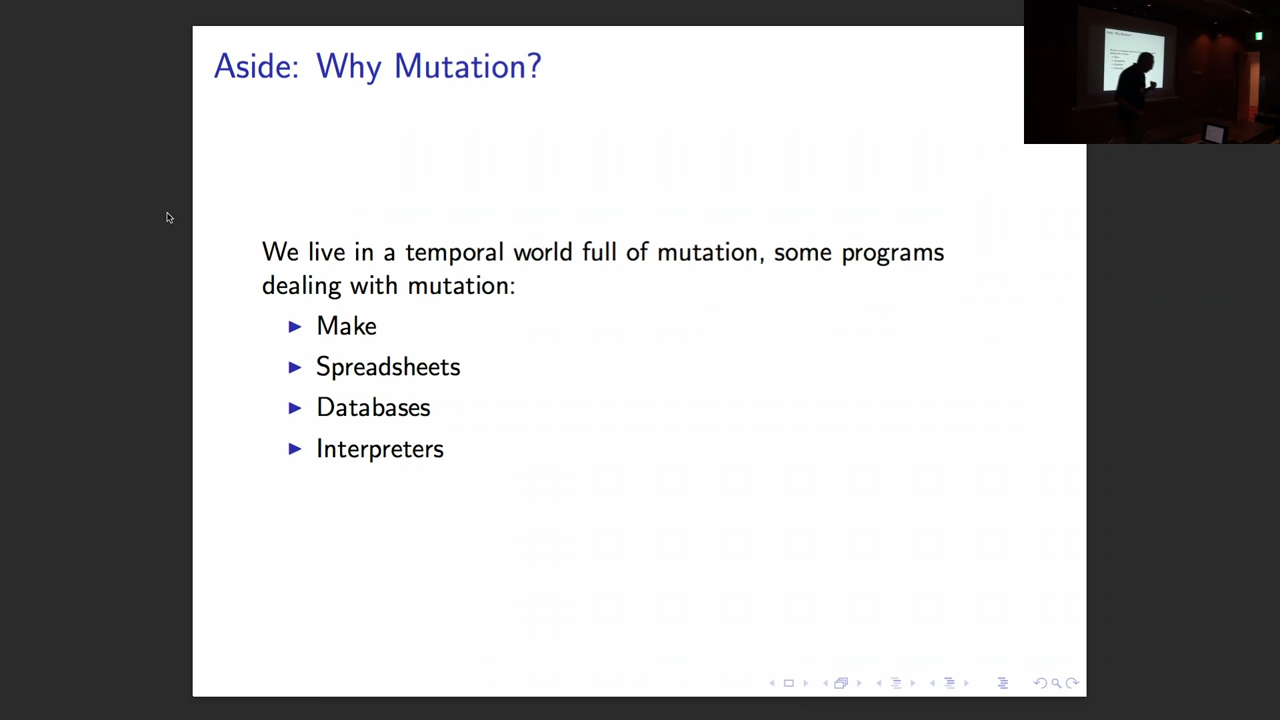 Aside: Why Mutation?
We live in a temporal world full of mutation, some programs
dealing with mutation:
Make
Spreadsheets
Databases
Interpreters